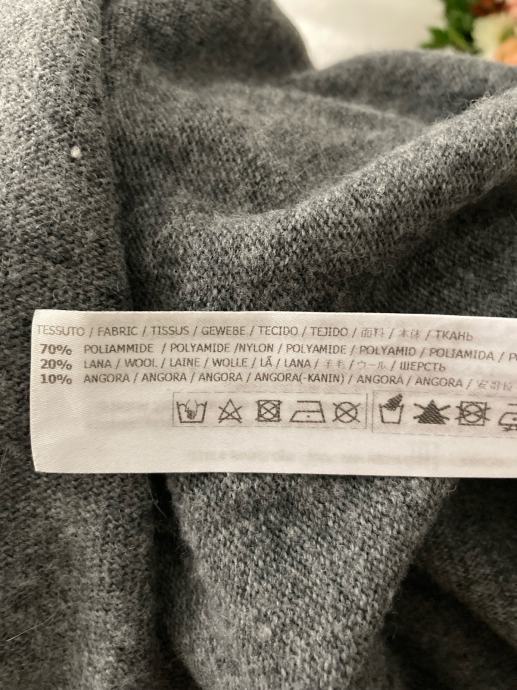 TESSUTO / FABRIC / TISSUS / GEWEBE / TECIDO / TEJIDO / 面料 / 本体 / ТКАНЬ
70% POLIAMMIDE / POLYAMIDE /NYLON / POLYAMIDE / POLYAMID / POLIAMIDA /
20% LANA / WOOL / LAINE / WOLLE / LÃ / LANA / 羊毛 / ウール / ШЕРСТЬ
10% ANGORA / ANGORA / ANGORA / ANGORA(-KANIN) / ANGORA / ANGORA /